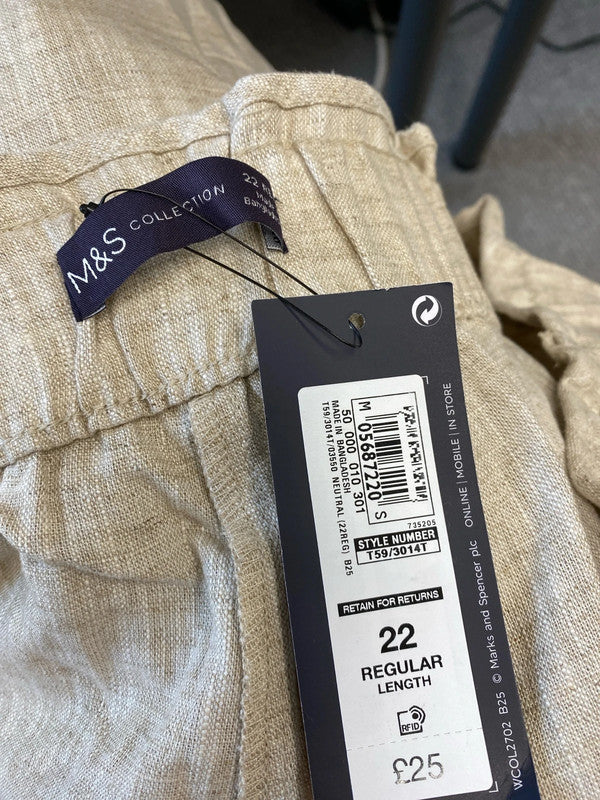 M&S COLLECTION
22 R
Made
Bangla
M 05687220 S
50 000 010 301
MADE IN BANGLADESH
T59/3014T/03550 NEUTRAL (22REG) B25
735205
STYLE NUMBER
T59/3014T
RETAIN FOR RETURNS
22
REGULAR
LENGTH
RFID
£25
WCOL2702 B25 © Marks and Spencer plc ONLINE | MOBILE | IN STORE